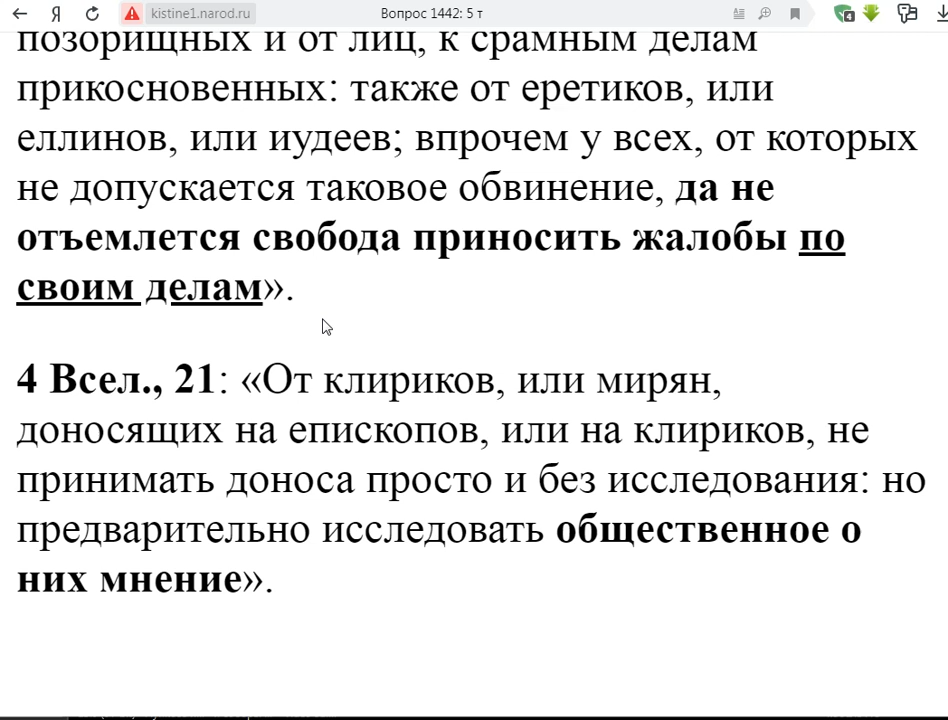 kistine1.narod.ru
Вопрос 1442: 5 т
4
позорищных и от лиц, к срамным делам
прикосновенных: также от еретиков, или
еллинов, или иудеев; впрочем у всех, от которых
не допускается таковое обвинение, да не
отъемлется свобода приносить жалобы по
своим делам».
4 Всел., 21: «От клириков, или мирян,
доносящих на епископов, или на клириков, не
принимать доноса просто и без исследования: но
предварительно исследовать общественное о
них мнение».